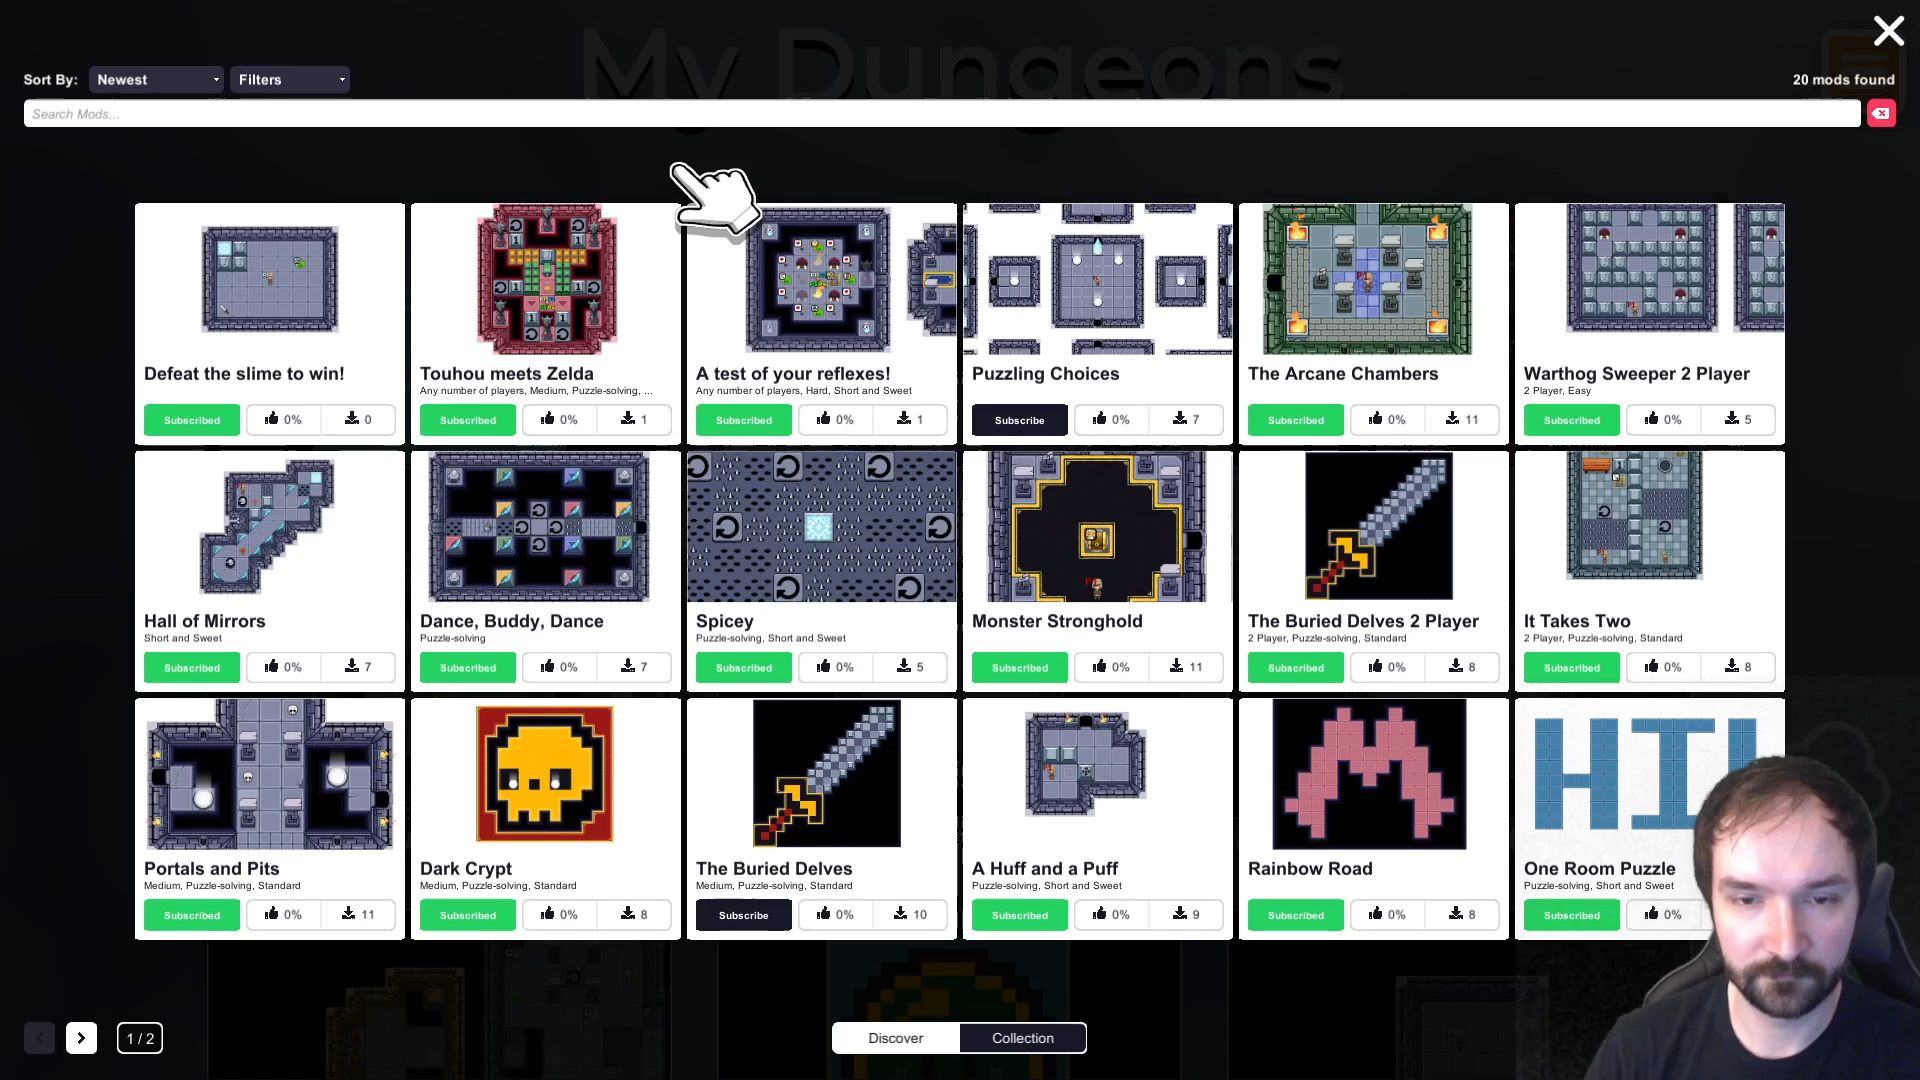 My Dungeons
Sort By: Newest Filters
20 mods found
Search Mods...
Defeat the slime to win!
Subscribed 0% 0
Touhou meets Zelda
Any number of players, Medium, Puzzle-solving, ...
Subscribed 0% 1
A test of your reflexes!
Any number of players, Hard, Short and Sweet
Subscribed 0% 1
Puzzling Choices
Subscribe 0% 7
The Arcane Chambers
Subscribed 0% 11
Warthog Sweeper 2 Player
2 Player, Easy
Subscribed 0% 5
Hall of Mirrors
Short and Sweet
Subscribed 0% 7
Dance, Buddy, Dance
Puzzle-solving
Subscribed 0% 7
Spicey
Puzzle-solving, Short and Sweet
Subscribed 0% 5
Monster Stronghold
Subscribed 0% 11
The Buried Delves 2 Player
2 Player, Puzzle-solving, Standard
Subscribed 0% 8
It Takes Two
2 Player, Puzzle-solving, Standard
Subscribed 0% 8
Portals and Pits
Medium, Puzzle-solving, Standard
Subscribed 0% 11
Dark Crypt
Medium, Puzzle-solving, Standard
Subscribed 0% 8
The Buried Delves
Medium, Puzzle-solving, Standard
Subscribe 0% 10
A Huff and a Puff
Puzzle-solving, Short and Sweet
Subscribed 0% 9
Rainbow Road
Subscribed 0% 8
One Room Puzzle
Puzzle-solving, Short and Sweet
Subscribed 0%
1 / 2
Discover Collection